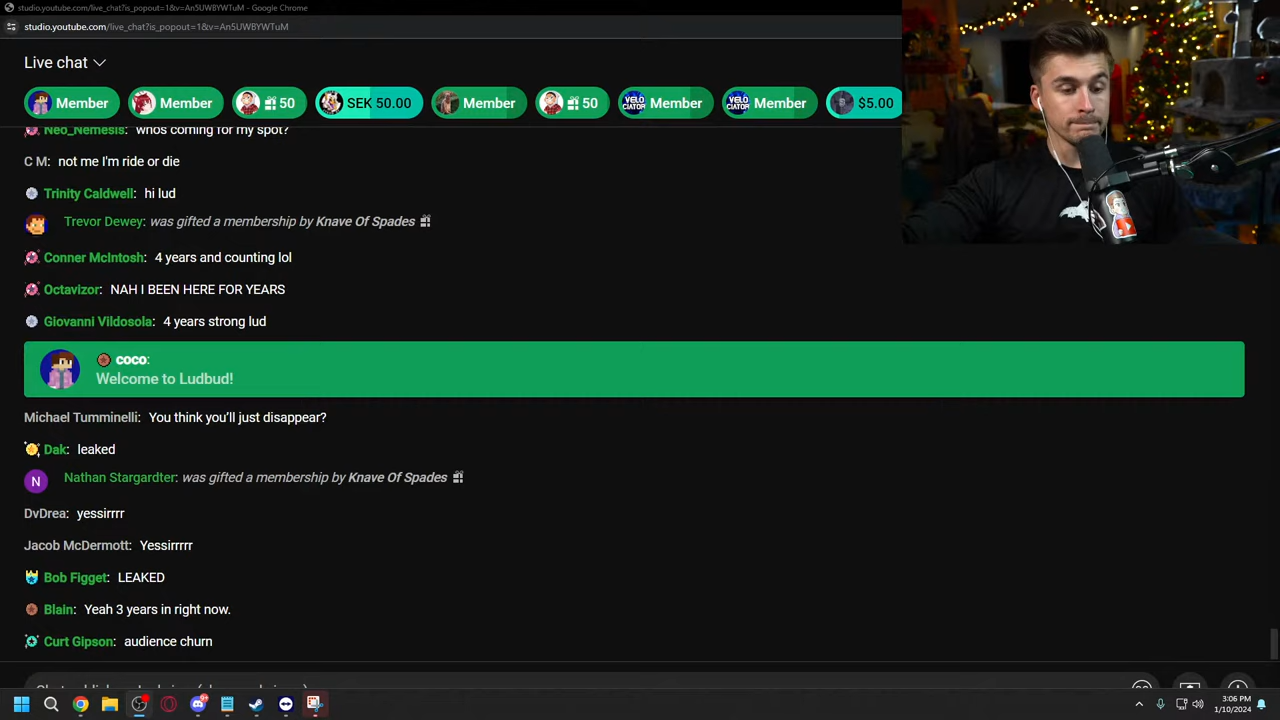 studio.youtube.com/live_chat?is_popout=1&v=An5UWBYWTuM - Google Chrome
studio.youtube.com/live_chat?is_popout=1&v=An5UWBYWTuM
Live chat
Member Member 50 SEK 50.00 Member 50 VELO CIATOR Member VELO CIATOR Member $5.00
Neo_Nemesis: whos coming for my spot?
C M: not me I'm ride or die
Trinity Caldwell: hi lud
Trevor Dewey: was gifted a membership by Knave Of Spades
Conner McIntosh: 4 years and counting lol
Octavizor: NAH I BEEN HERE FOR YEARS
Giovanni Vildosola: 4 years strong lud
coco:
Welcome to Ludbud!
Michael Tumminelli: You think you’ll just disappear?
Dak: leaked
N Nathan Stargardter: was gifted a membership by Knave Of Spades
DvDrea: yessirrrr
Jacob McDermott: Yessirrrrr
Bob Figget: LEAKED
Blain: Yeah 3 years in right now.
Curt Gipson: audience churn
3:06 PM
1/10/2024